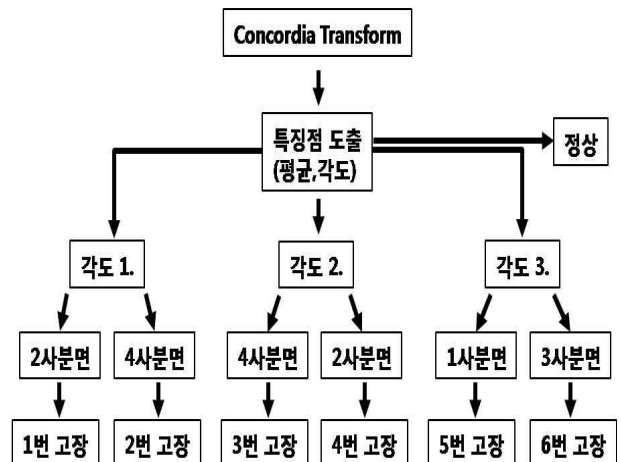 Concordia Transform
특징점 도출
(평균,각도)
정상
각도 1.
각도 2.
각도 3.
2사분면
4사분면
4사분면
2사분면
1사분면
3사분면
1번 고장
2번 고장
3번 고장
4번 고장
5번 고장
6번 고장